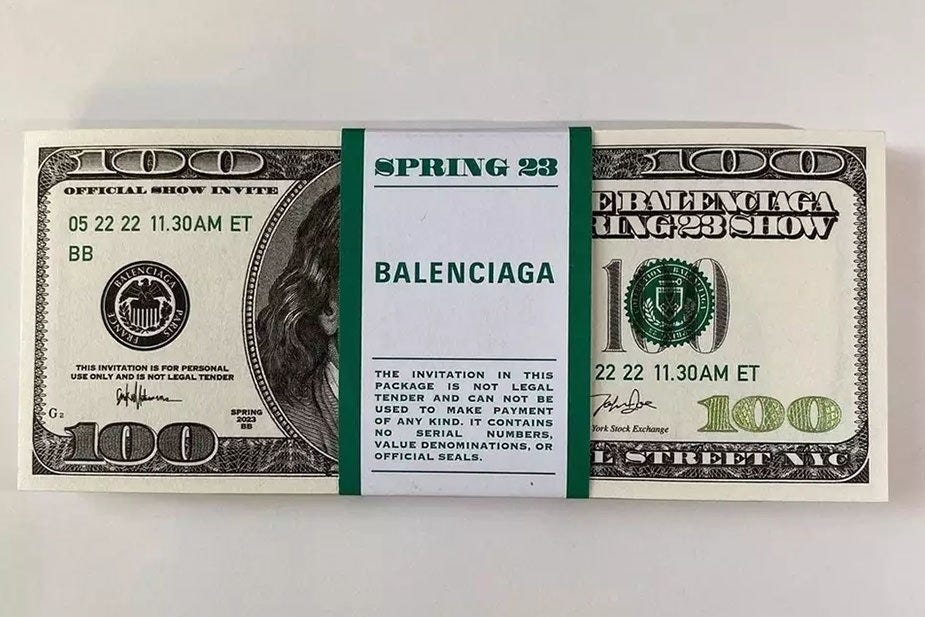 100
OFFICIAL SHOW INVITE
05 22 22 11.30AM ET
BB
BALENCIAGA
FRANCE PARIS
THIS INVITATION IS FOR PERSONAL
USE ONLY AND IS NOT LEGAL TENDER
G2
SPRING
2023
BB
100
SPRING 23
BALENCIAGA
THE INVITATION IN THIS
PACKAGE IS NOT LEGAL
TENDER AND CAN NOT BE
USED TO MAKE PAYMENT
OF ANY KIND. IT CONTAINS
NO SERIAL NUMBERS,
VALUE DENOMINATIONS, OR
OFFICIAL SEALS.
100
E BALENCIAGA
RING 23 SHOW
100
22 22 11.30AM ET
John Doe
York Stock Exchange
100
L STREET NYC